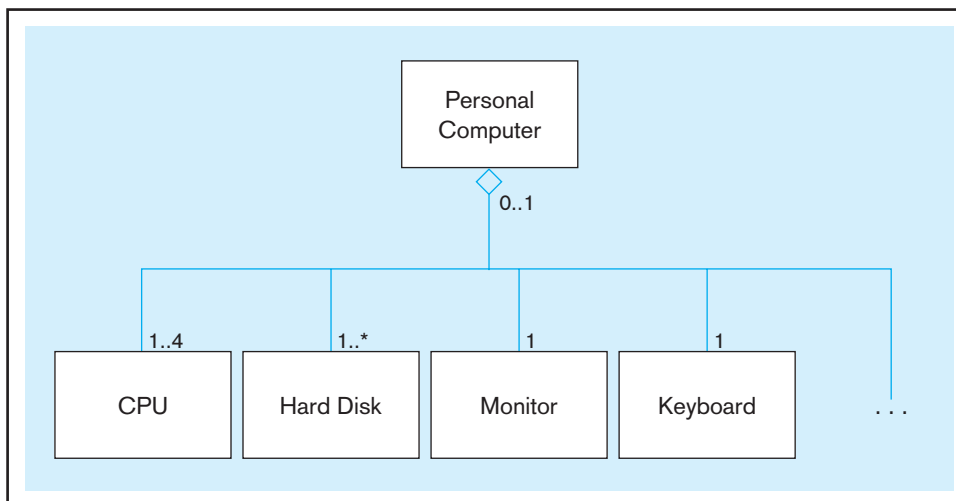 Personal
Computer
0..1
1..4
1..*
1
1
CPU
Hard Disk
Monitor
Keyboard
. . .